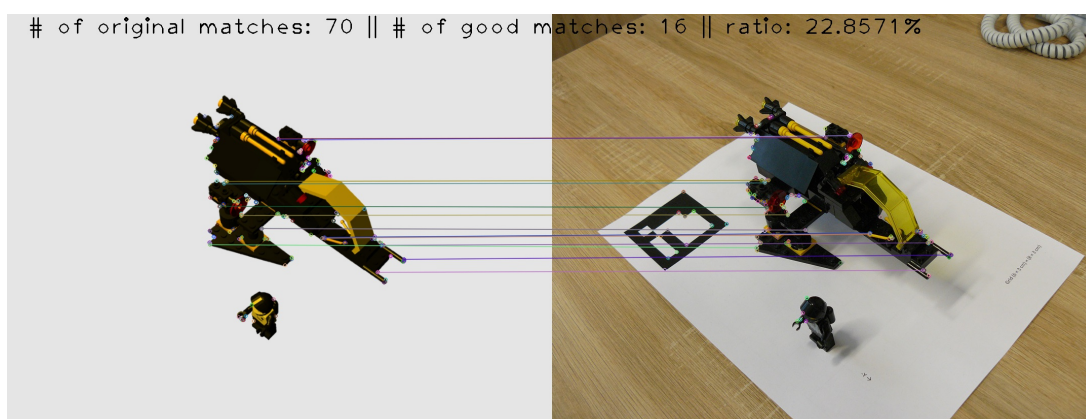 # of original matches: 70 || # of good matches: 16 || ratio: 22.8571%